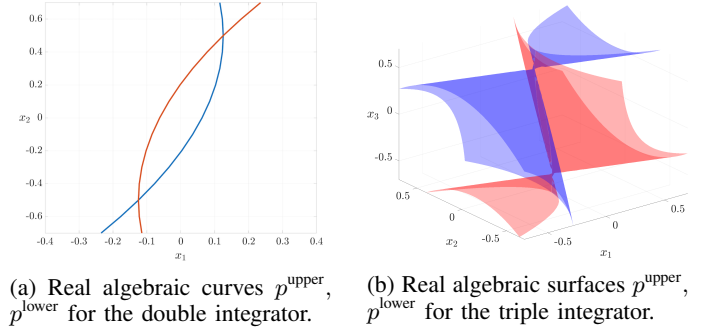 0.6
0.4
0.2
0
-0.2
-0.4
-0.6
x₂
-0.4 -0.3 -0.2 -0.1 0 0.1 0.2 0.3 0.4
x₁
(a) Real algebraic curves p^upper,
p^lower for the double integrator.
0.5
0
-0.5
x₃
0.5
0
-0.5
x₂
-0.5
0
0.5
x₁
(b) Real algebraic surfaces p^upper,
p^lower for the triple integrator.